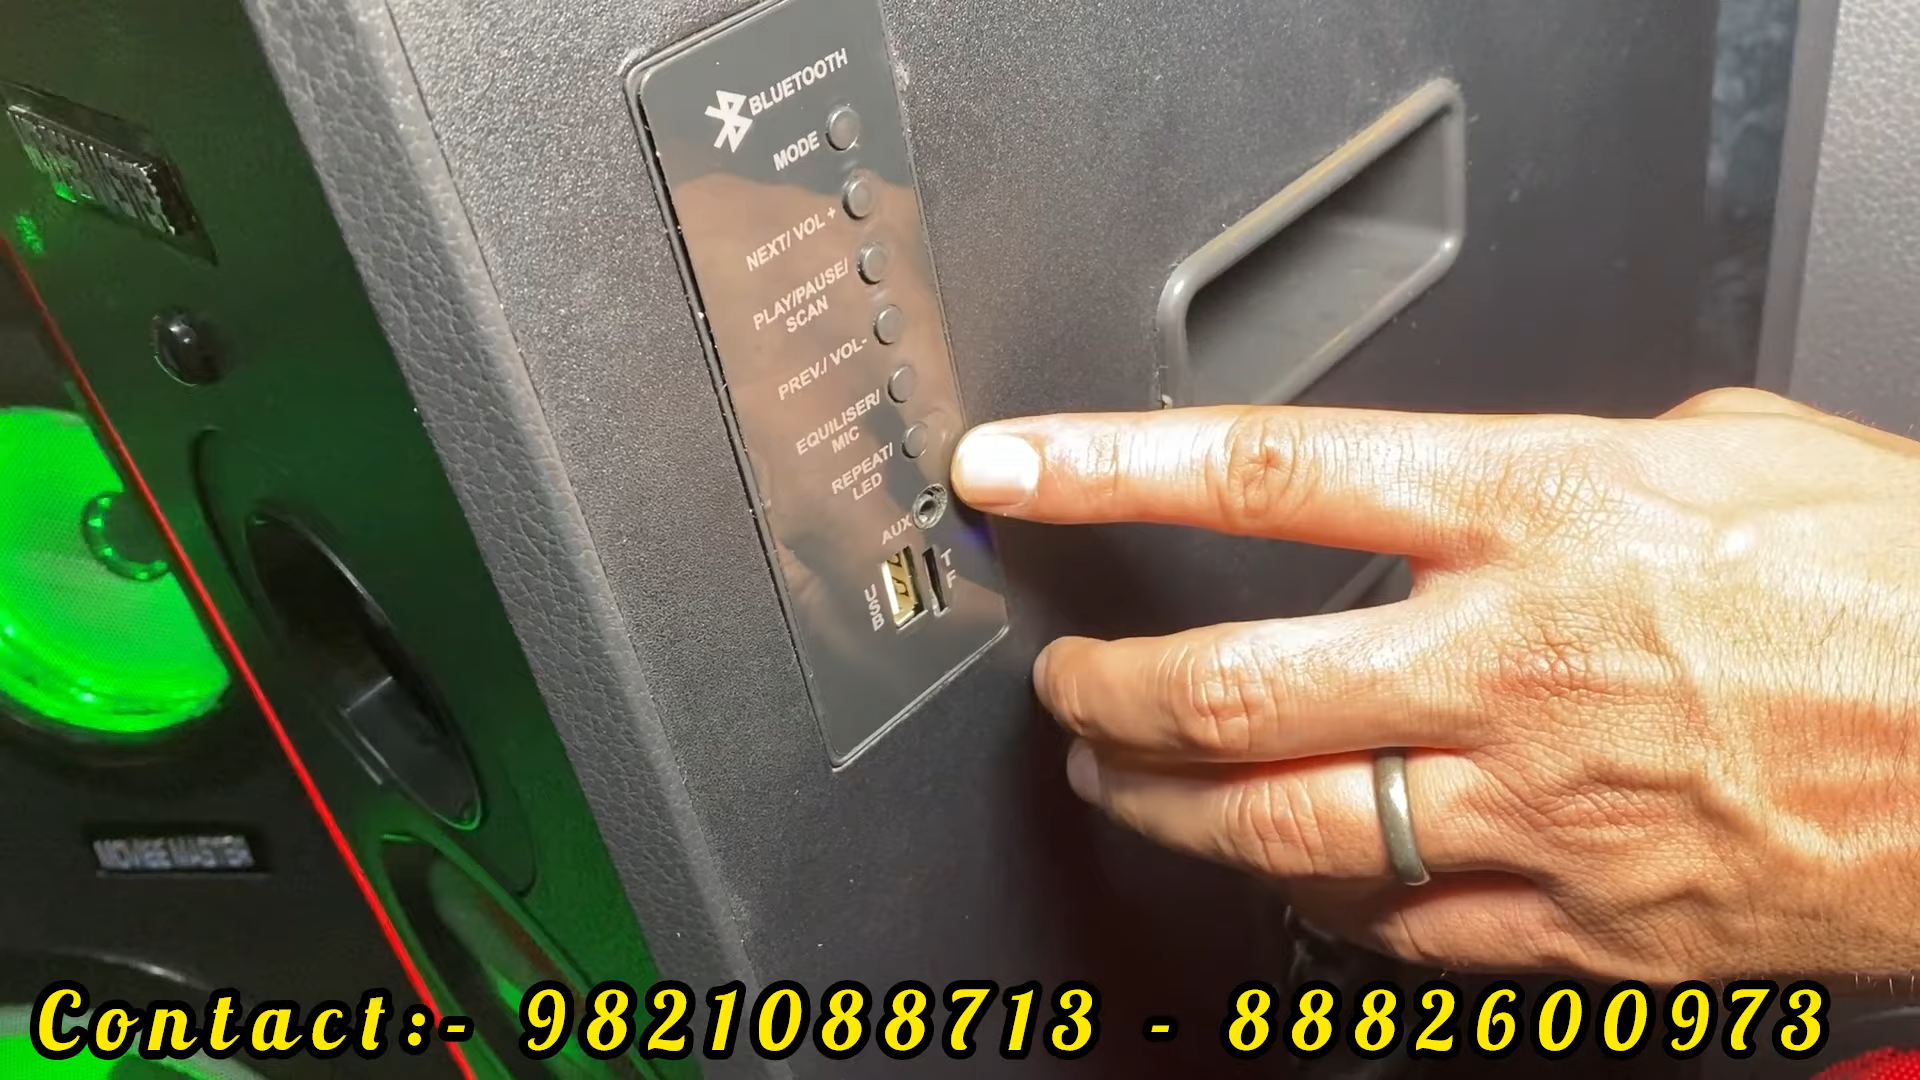 BLUETOOTH
MODE
NEXT/ VOL +
PLAY/PAUSE/
SCAN
PREV./ VOL-
EQUILISER/
MIC
REPEAT/
LED
AUX
USB
TF
MOVIEE MASTER
Contact:- 9821088713 - 8882600973